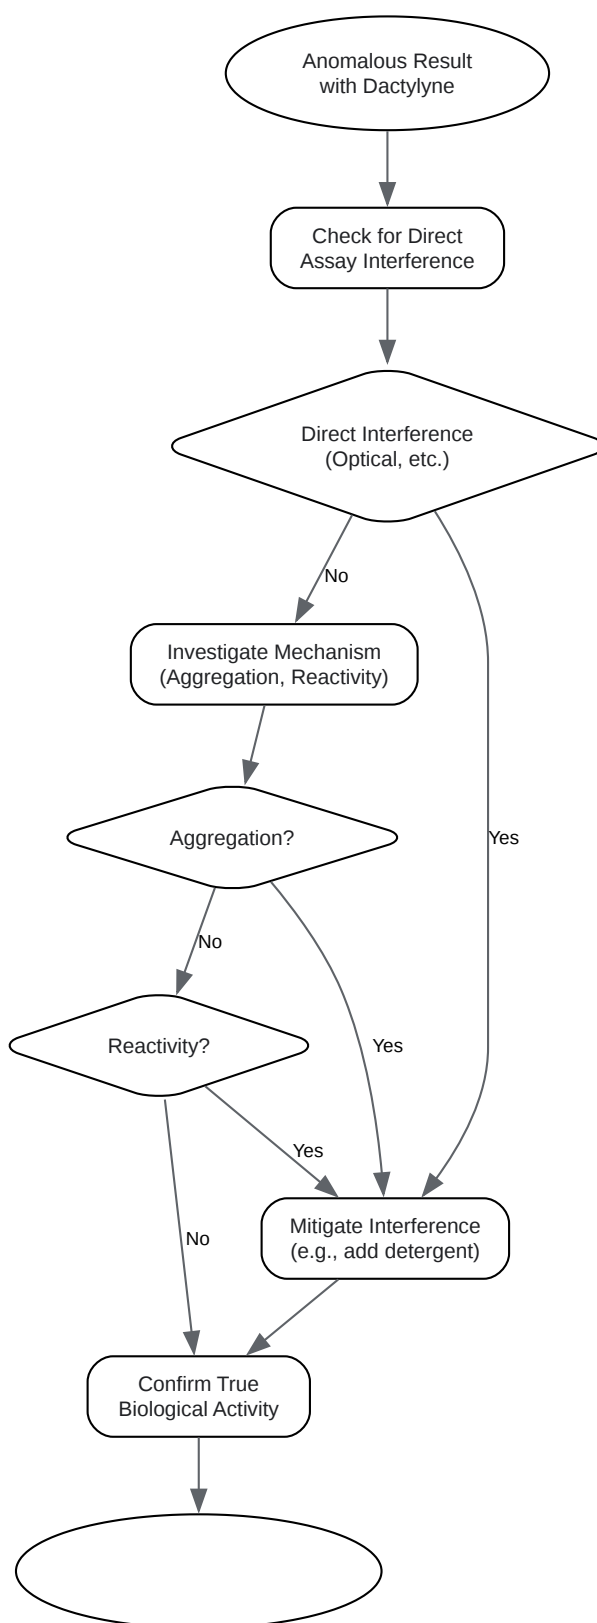 Anomalous Result
with Dactylyne
Check for Direct
Assay Interference
Direct Interference
(Optical, etc.)
No
Investigate Mechanism
(Aggregation, Reactivity)
Aggregation?
Yes
No
Reactivity?
Yes
Yes
Mitigate Interference
(e.g., add detergent)
No
Confirm True
Biological Activity